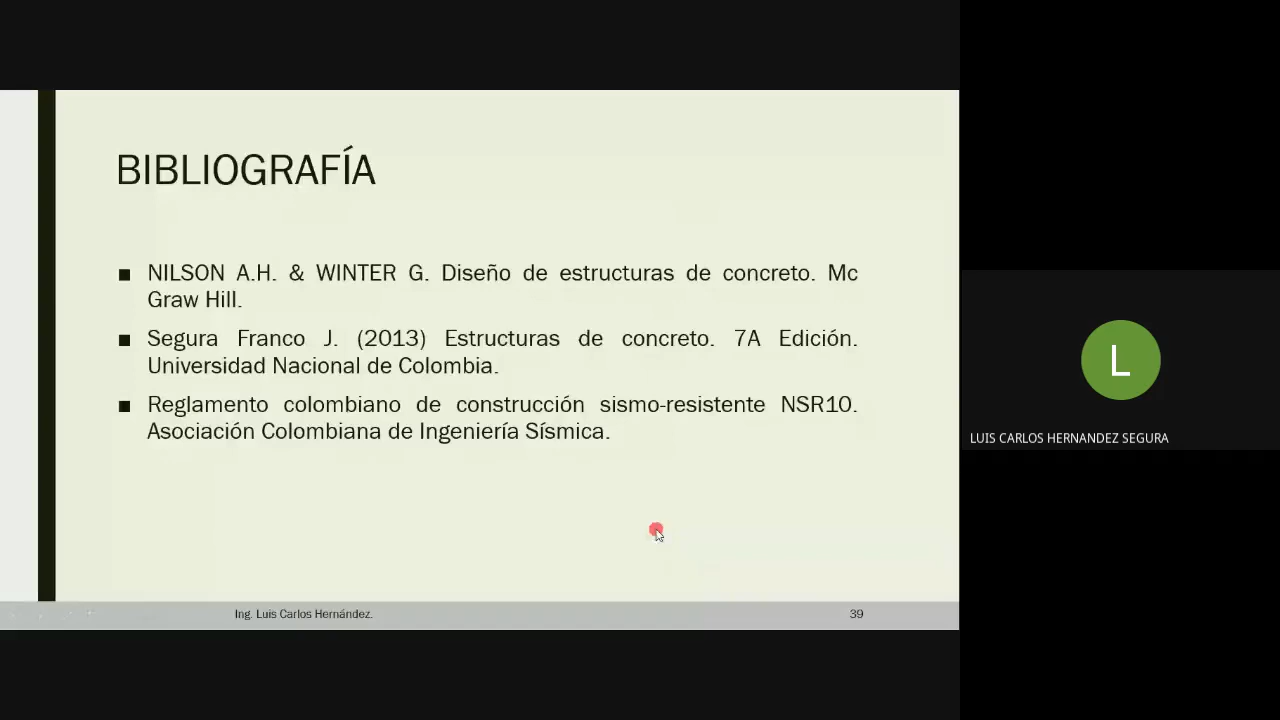 BIBLIOGRAFÍA
■ NILSON A.H. & WINTER G. Diseño de estructuras de concreto. Mc
Graw Hill.
■ Segura Franco J. (2013) Estructuras de concreto. 7A Edición.
Universidad Nacional de Colombia.
■ Reglamento colombiano de construcción sismo-resistente NSR10.
Asociación Colombiana de Ingeniería Sísmica.
Ing. Luis Carlos Hernández.
39
L
LUIS CARLOS HERNANDEZ SEGURA